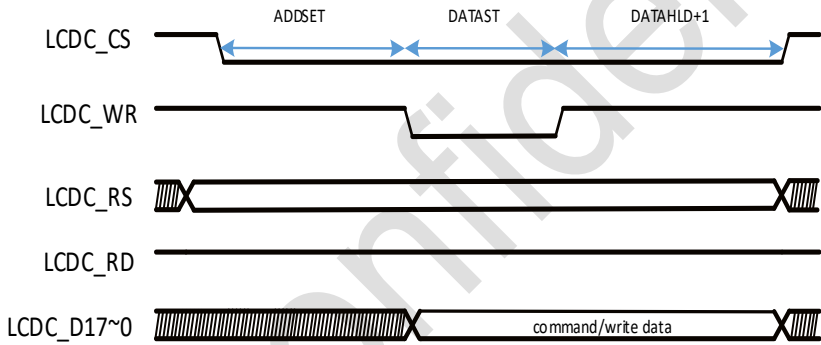 ADDSET DATAST DATAHLD+1
LCDC_CS
LCDC_WR
LCDC_RS
LCDC_RD
LCDC_D17~0 command/write data